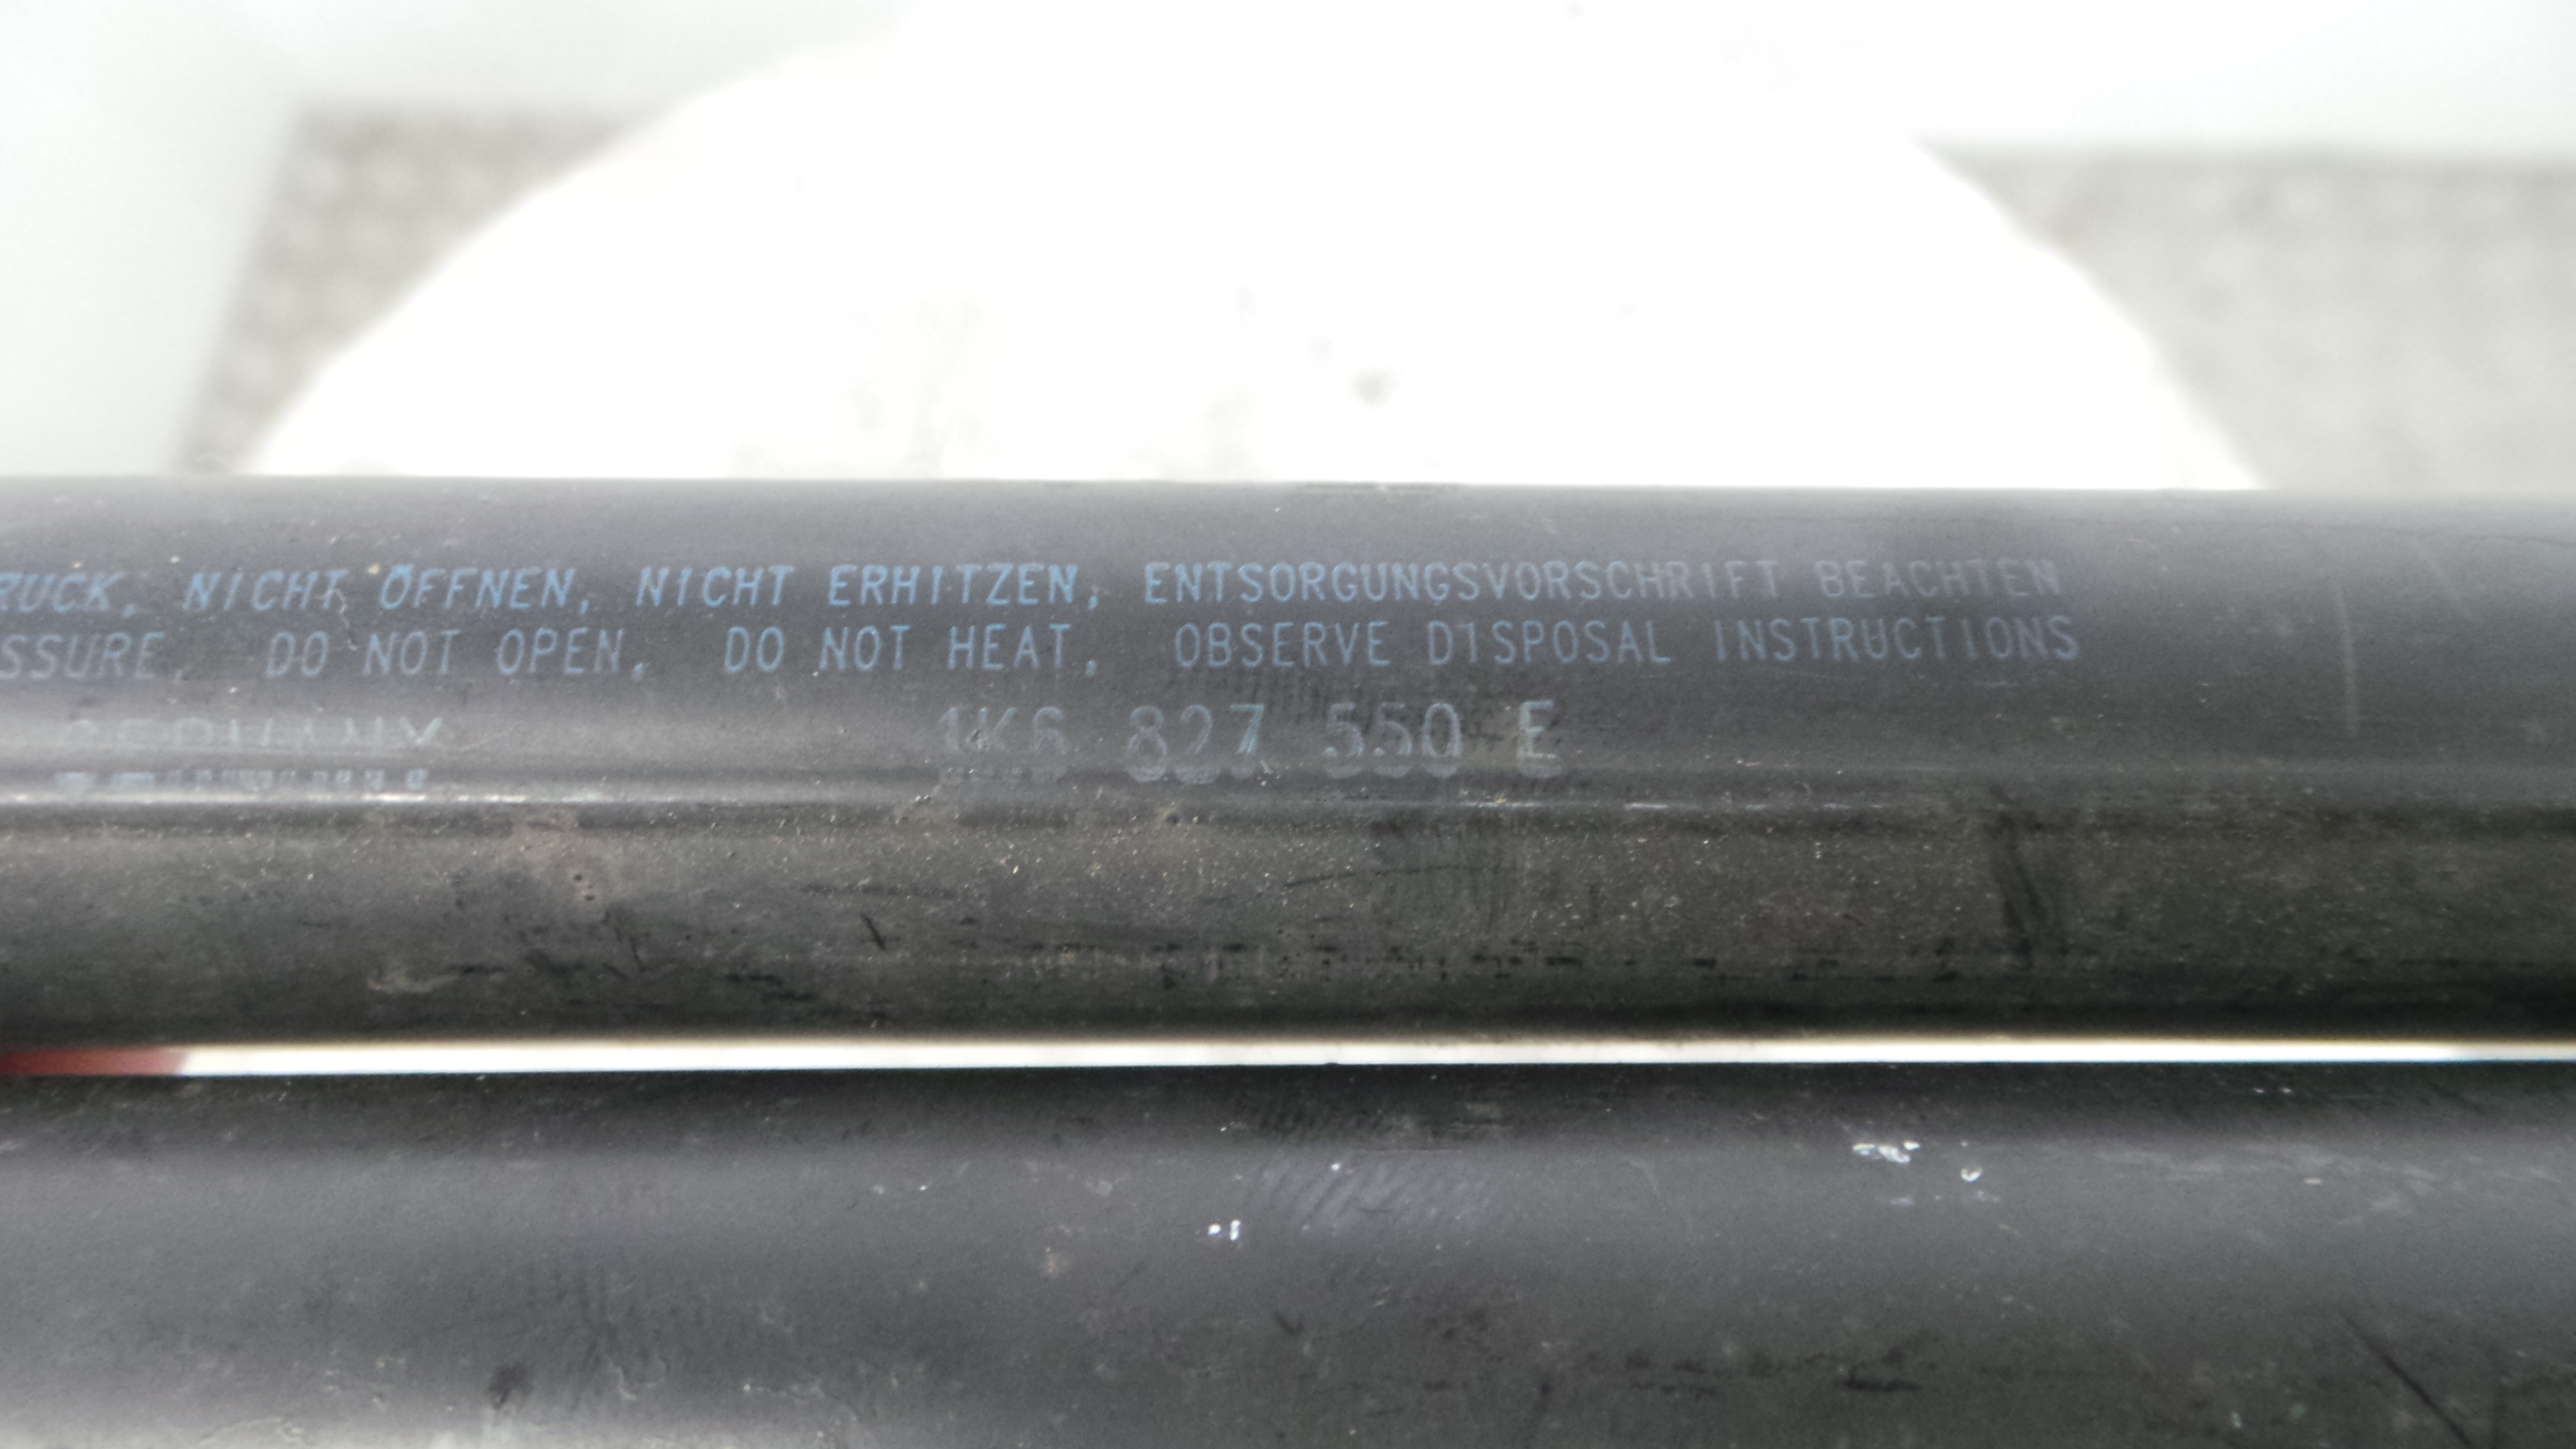 RUCK, NICHT ÖFFNEN, NICHT ERHITZEN, ENTSORGUNGSVORSCHRIFT BEACHTEN
SSURE, DO NOT OPEN, DO NOT HEAT, OBSERVE DISPOSAL INSTRUCTIONS
GERMANY 1K6 827 550 E